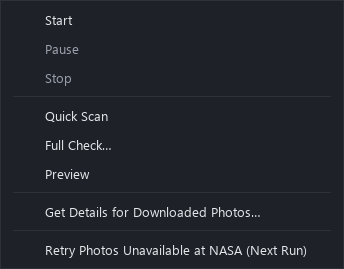 Start
Pause
Stop
Quick Scan
Full Check...
Preview
Get Details for Downloaded Photos...
Retry Photos Unavailable at NASA (Next Run)